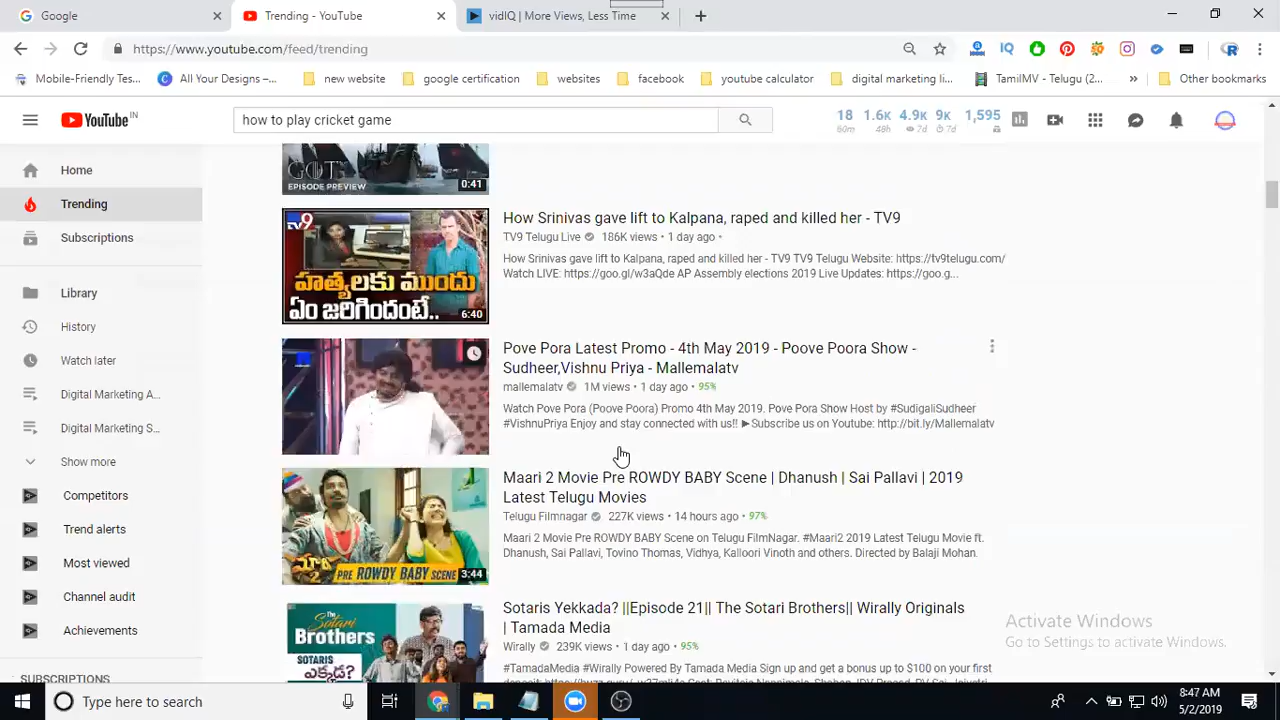 Google
Trending - YouTube
vidIQ | More Views, Less Time
https://www.youtube.com/feed/trending
Mobile-Friendly Tes...
All Your Designs –...
new website
google certification
websites
facebook
youtube calculator
digital marketing li...
TamilMV - Telugu (2...
Other bookmarks
YouTube IN
how to play cricket game
18 1.6K 4.9K 9K 1,595
60m 48h 7d 7d
Home
Trending
Subscriptions
Library
History
Watch later
Digital Marketing A...
Digital Marketing S...
Show more
Competitors
Trend alerts
Most viewed
Channel audit
Achievements
SUBSCRIPTIONS
GOT
EPISODE PREVIEW
0:41
TV9
హత్యలకు ముందు
ఏం జరిగిందంటే..
6:40
How Srinivas gave lift to Kalpana, raped and killed her - TV9
TV9 Telugu Live 186K views • 1 day ago •
How Srinivas gave lift to Kalpana, raped and killed her - TV9 TV9 Telugu Website: https://tv9telugu.com/
Watch LIVE: https://goo.gl/w3aQde AP Assembly elections 2019 Live Updates: https://goo.g...
Pove Pora Latest Promo - 4th May 2019 - Poove Poora Show -
Sudheer,Vishnu Priya - Mallemalatv
mallemalatv 1M views • 1 day ago • 95%
Watch Pove Pora (Poove Poora) Promo 4th May 2019. Pove Pora Show Host by #SudigaliSudheer
#VishnuPriya Enjoy and stay connected with us!! ►Subscribe us on Youtube: http://bit.ly/Mallemalatv
మారి 2
PRE ROWDY BABY SCENE
3:44
Maari 2 Movie Pre ROWDY BABY Scene | Dhanush | Sai Pallavi | 2019
Latest Telugu Movies
Telugu Filmnagar 227K views • 14 hours ago • 97%
Maari 2 Movie Pre ROWDY BABY Scene on Telugu FilmNagar. #Maari2 2019 Latest Telugu Movie ft.
Dhanush, Sai Pallavi, Tovino Thomas, Vidhya, Kalloori Vinoth and others. Directed by Balaji Mohan.
The
Sotari
Brothers
SOTARIS
ఎక్కడ?
Sotaris Yekkada? ||Episode 21|| The Sotari Brothers|| Wirally Originals
| Tamada Media
Wirally 239K views • 1 day ago • 95%
#TamadaMedia #Wirally Powered By Tamada Media Sign up and get a bonus up to $100 on your first
Activate Windows
Go to Settings to activate Windows.
Type here to search
8:47 AM
5/2/2019